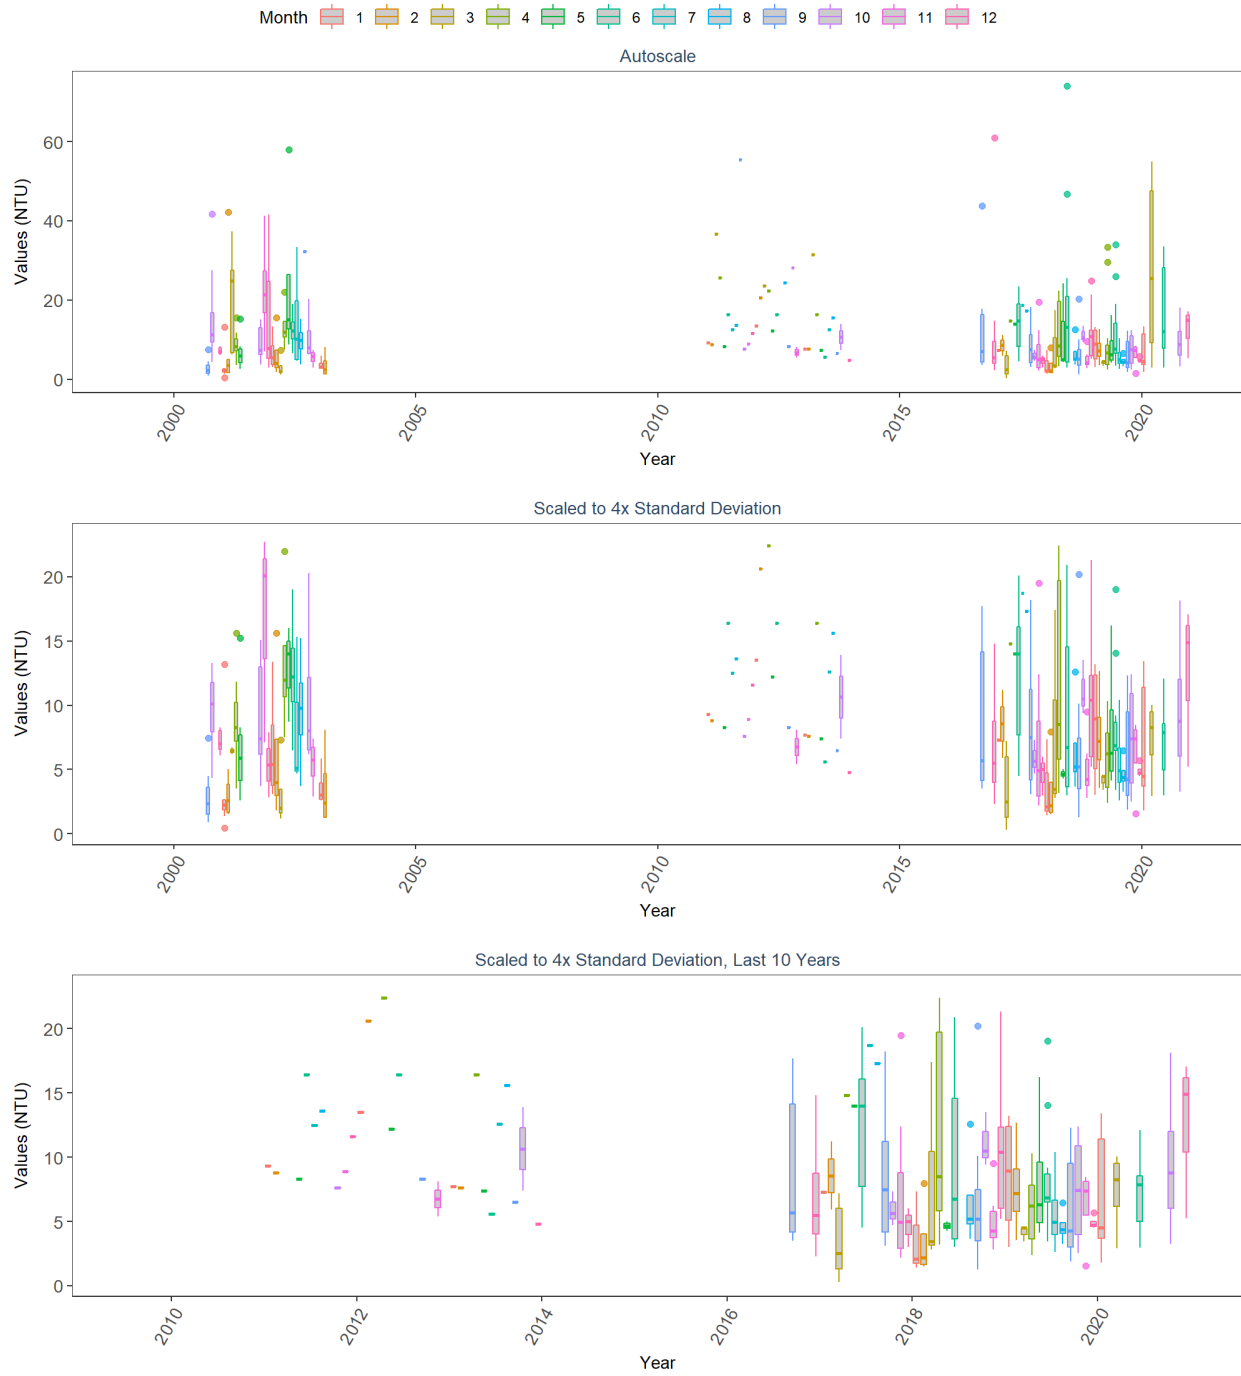 Month 1 2 3 4 5 6 7 8 9 10 11 12
Autoscale
Values (NTU)
60
40
20
0
2000 2005 2010 2015 2020
Year
Scaled to 4x Standard Deviation
Values (NTU)
20
15
10
5
0
2000 2005 2010 2015 2020
Year
Scaled to 4x Standard Deviation, Last 10 Years
Values (NTU)
20
15
10
5
0
2010 2012 2014 2016 2018 2020
Year